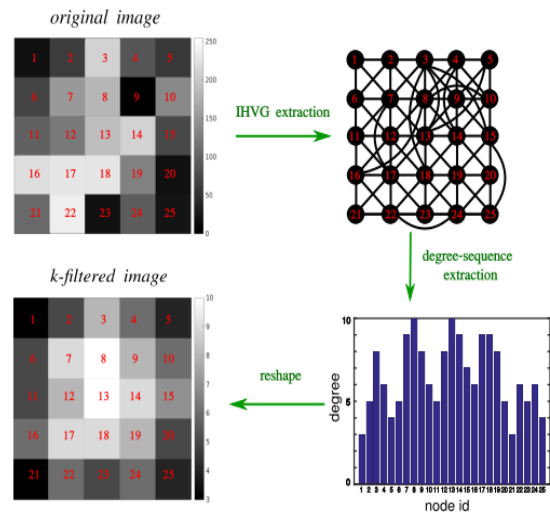 original image
1 2 3 4 5
6 7 8 9 10
11 12 13 14 15
16 17 18 19 20
21 22 23 24 25
250
200
150
100
50
0
IHVG extraction
1 2 3 4 5
6 7 8 9 10
11 12 13 14 15
16 17 18 19 20
21 22 23 24 25
degree-sequence
extraction
k-filtered image
1 2 3 4 5
6 7 8 9 10
11 12 13 14 15
16 17 18 19 20
21 22 23 24 25
10
9
8
7
6
5
4
3
reshape
degree
10
5
0
1 2 3 4 5 6 7 8 9 10 11 12 13 14 15 16 17 18 19 20 21 22 23 24 25
node id